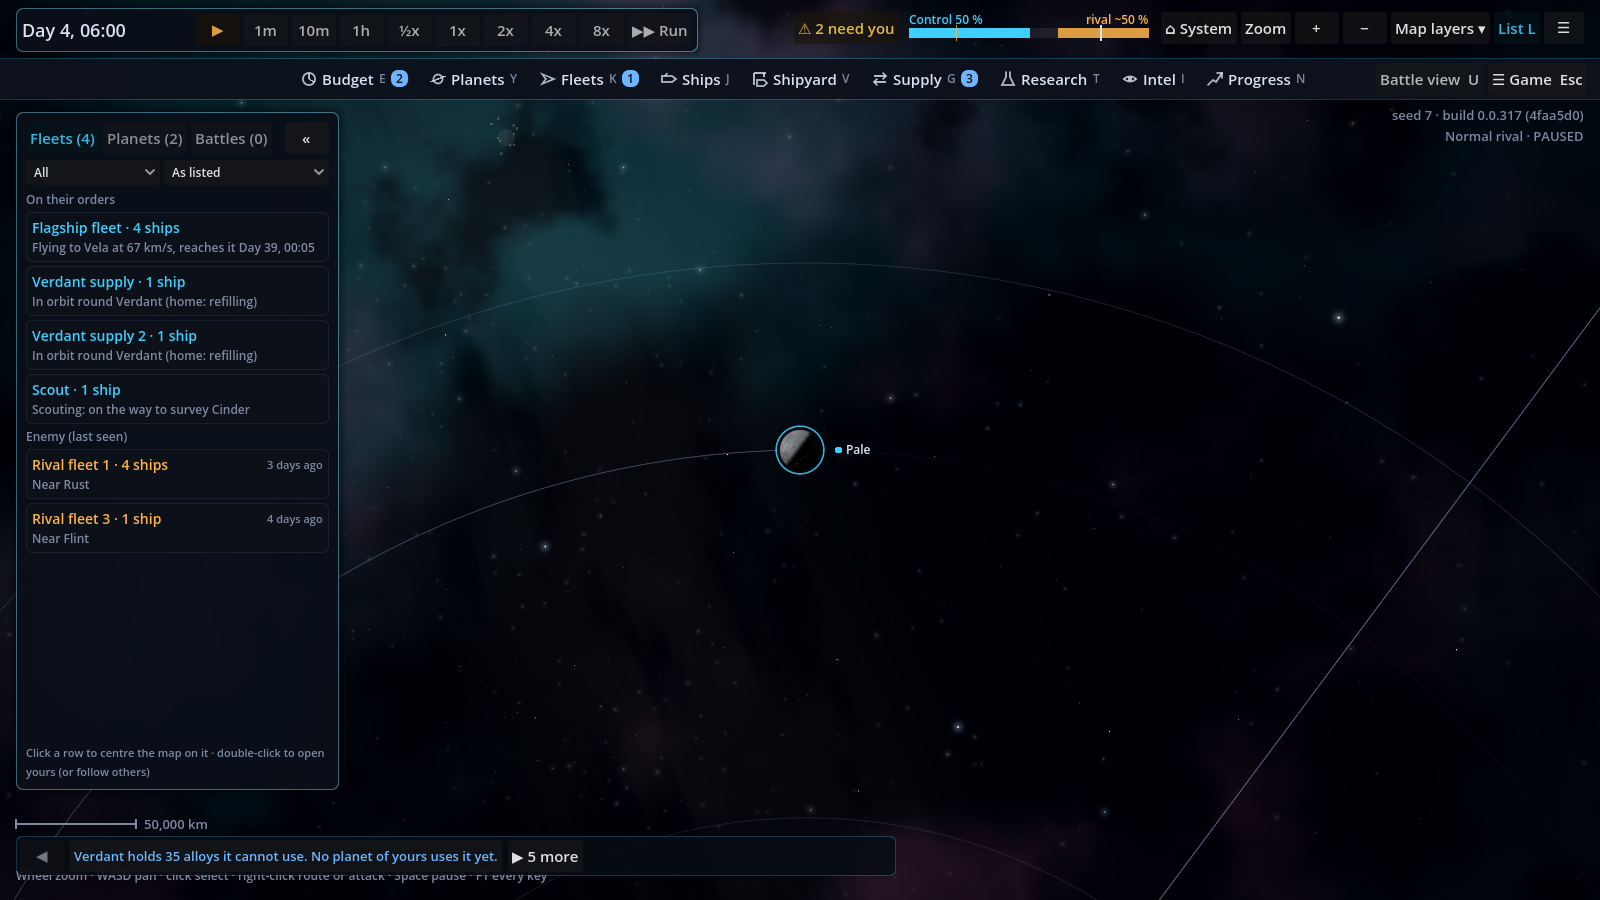 Day 4, 06:00
▶ 1m 10m 1h ½x 1x 2x 4x 8x ▶▶ Run
⚠ 2 need you
Control 50 % rival ~50 %
⌂ System Zoom + − Map layers ▾ List L ☰
Budget E 2 Planets Y Fleets K 1 Ships J Shipyard V Supply G 3 Research T Intel I Progress N
Battle view U ☰ Game Esc
seed 7 · build 0.0.317 (4faa5d0)
Normal rival · PAUSED
Fleets (4) Planets (2) Battles (0) «
All As listed
On their orders
Flagship fleet · 4 ships
Flying to Vela at 67 km/s, reaches it Day 39, 00:05
Verdant supply · 1 ship
In orbit round Verdant (home: refilling)
Verdant supply 2 · 1 ship
In orbit round Verdant (home: refilling)
Scout · 1 ship
Scouting: on the way to survey Cinder
Enemy (last seen)
Rival fleet 1 · 4 ships 3 days ago
Near Rust
Rival fleet 3 · 1 ship 4 days ago
Near Flint
Pale
Click a row to centre the map on it · double-click to open
yours (or follow others)
50,000 km
◀ Verdant holds 35 alloys it cannot use. No planet of yours uses it yet. ▶ 5 more
Wheel zoom · WASD pan · click select · right-click route or attack · Space pause · F1 every key